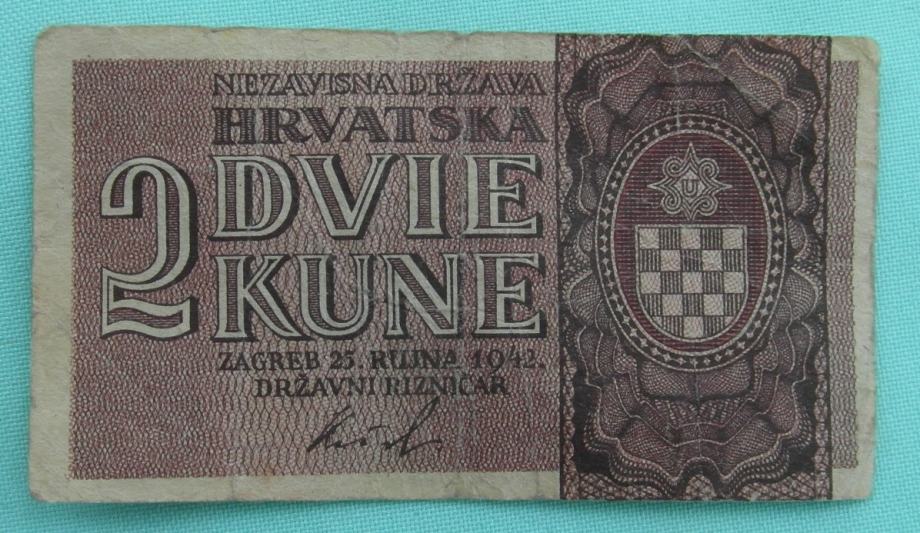 NEZAVISNA DRŽAVA
HRVATSKA
2 DVIE
KUNE
ZAGREB 25. RUJNA 1942.
DRŽAVNI RIZNIČAR
U